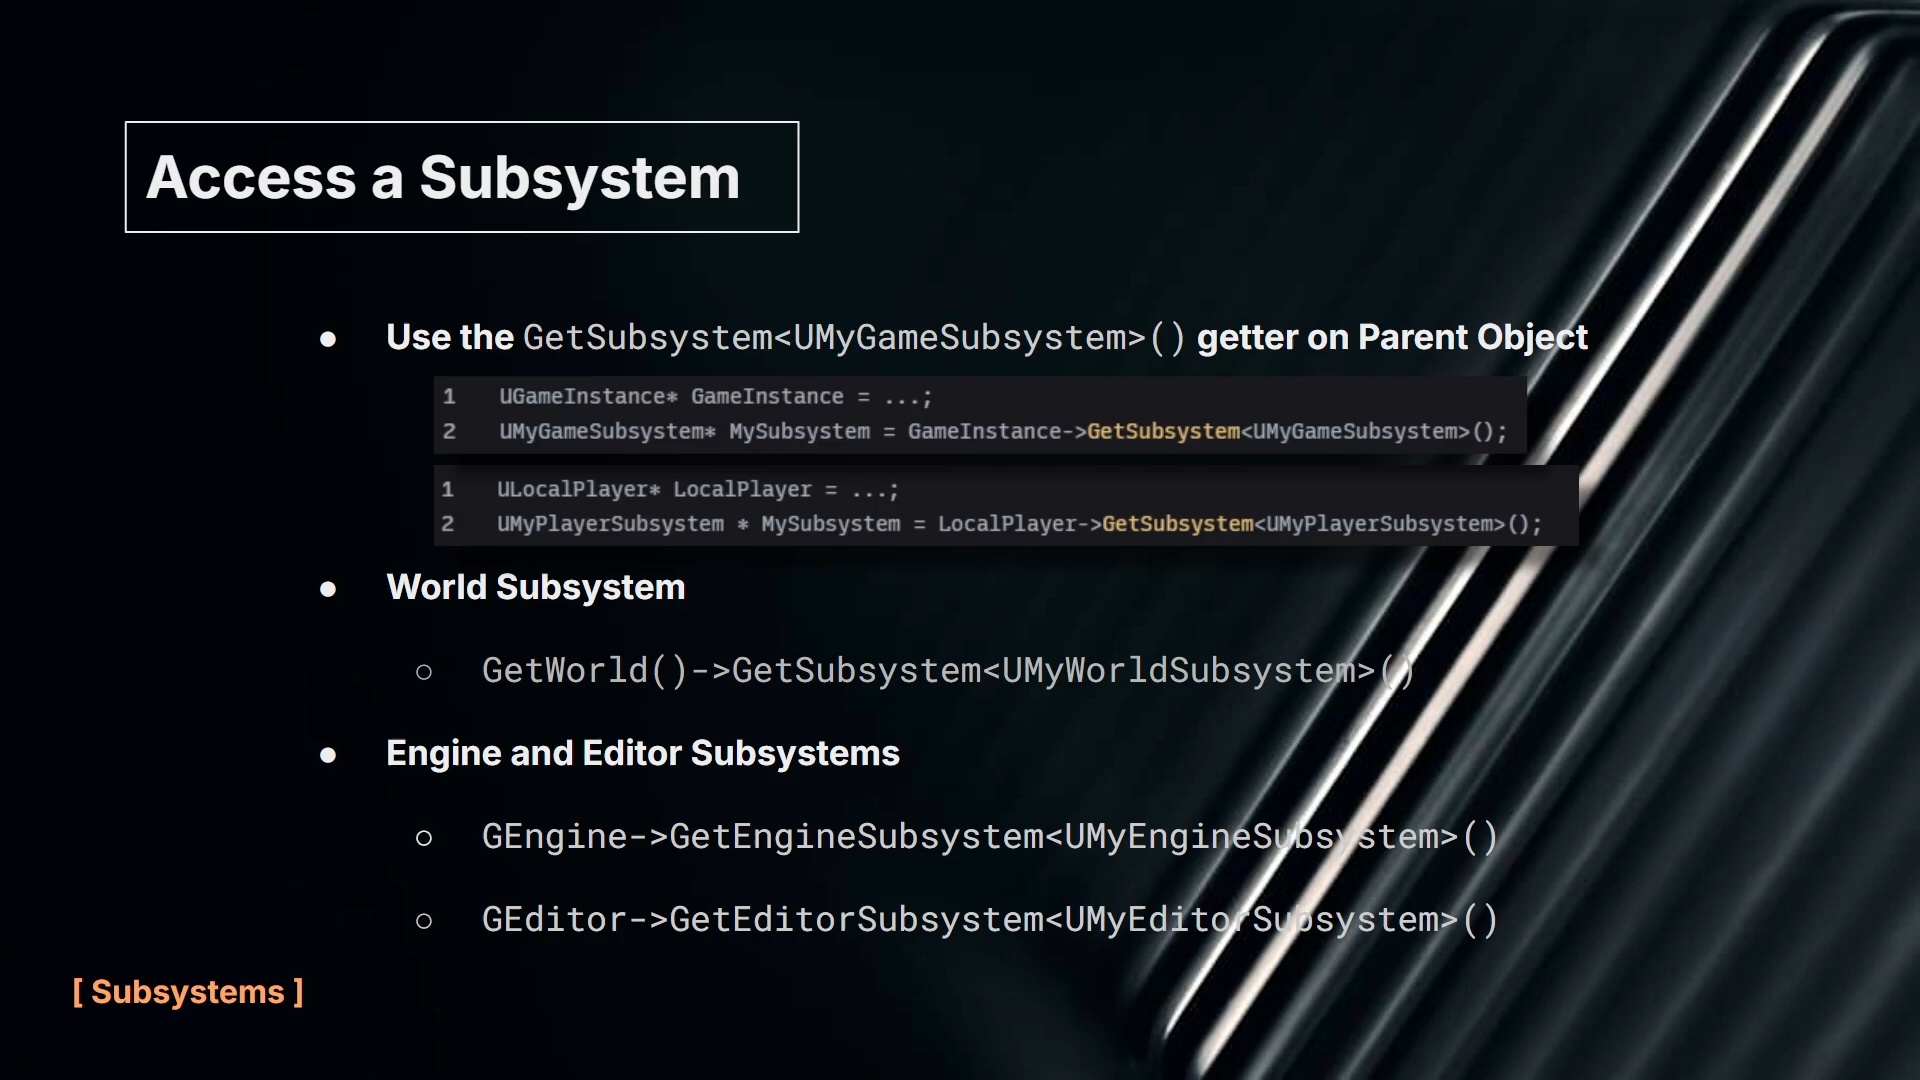 Access a Subsystem
● Use the GetSubsystem<UMyGameSubsystem>() getter on Parent Object
1 UGameInstance* GameInstance = ...;
2 UMyGameSubsystem* MySubsystem = GameInstance->GetSubsystem<UMyGameSubsystem>();
1 ULocalPlayer* LocalPlayer = ...;
2 UMyPlayerSubsystem * MySubsystem = LocalPlayer->GetSubsystem<UMyPlayerSubsystem>();
● World Subsystem
○ GetWorld()->GetSubsystem<UMyWorldSubsystem>()
● Engine and Editor Subsystems
○ GEngine->GetEngineSubsystem<UMyEngineSubsystem>()
○ GEditor->GetEditorSubsystem<UMyEditorSubsystem>()
[ Subsystems ]